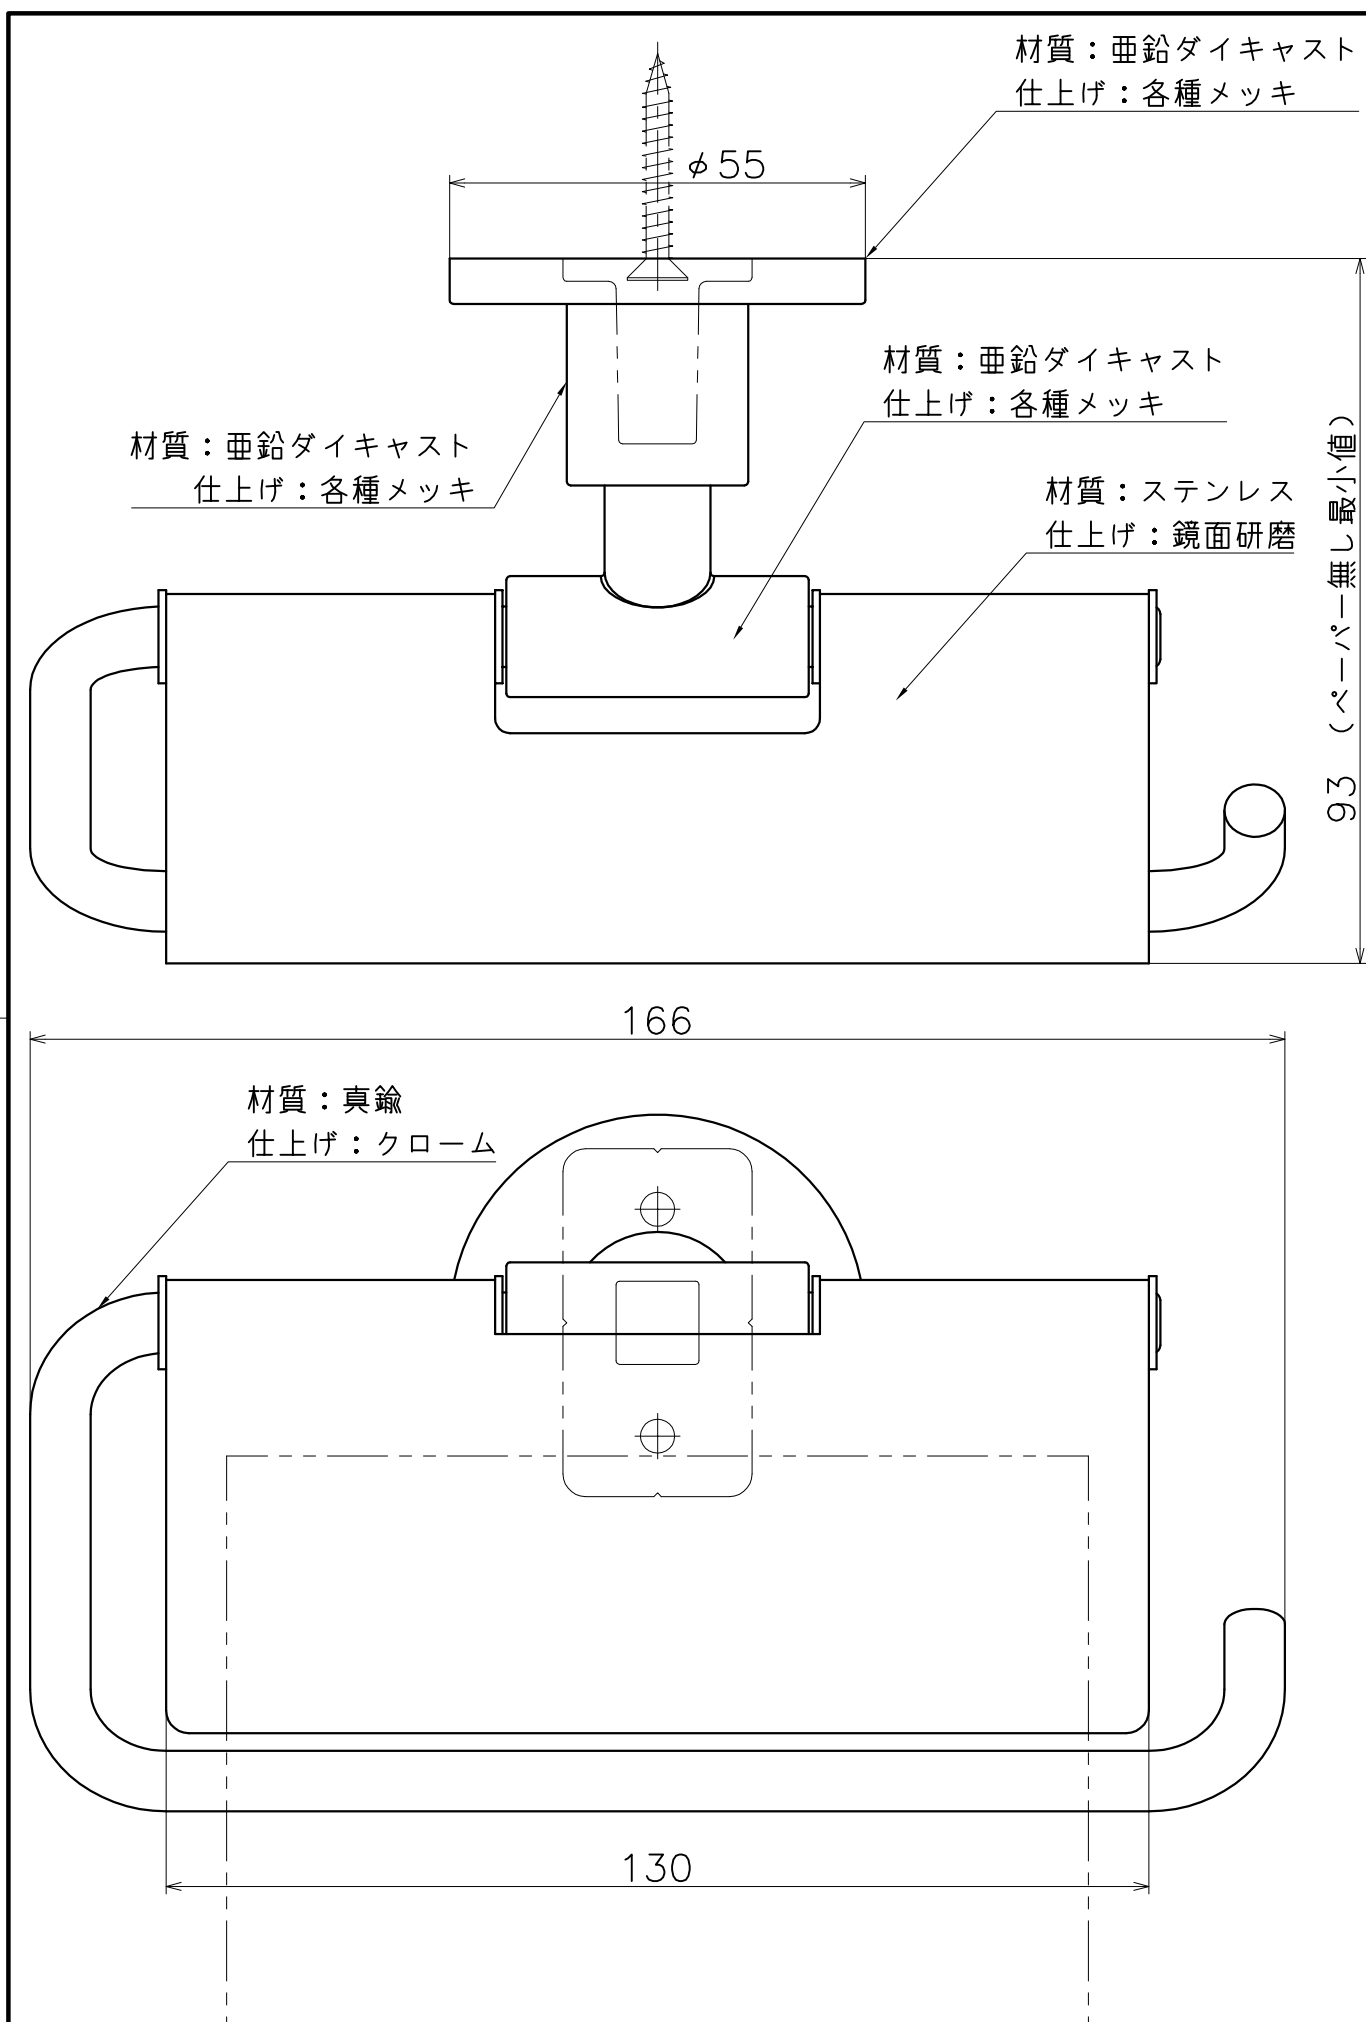 材質：亜鉛ダイキャスト
仕上げ：各種メッキ
φ55
材質：亜鉛ダイキャスト
仕上げ：各種メッキ
材質：亜鉛ダイキャスト
仕上げ：各種メッキ
材質：ステンレス
仕上げ：鏡面研磨
93 （ペーパー無し最小値）
166
材質：真鍮
仕上げ：クローム
130